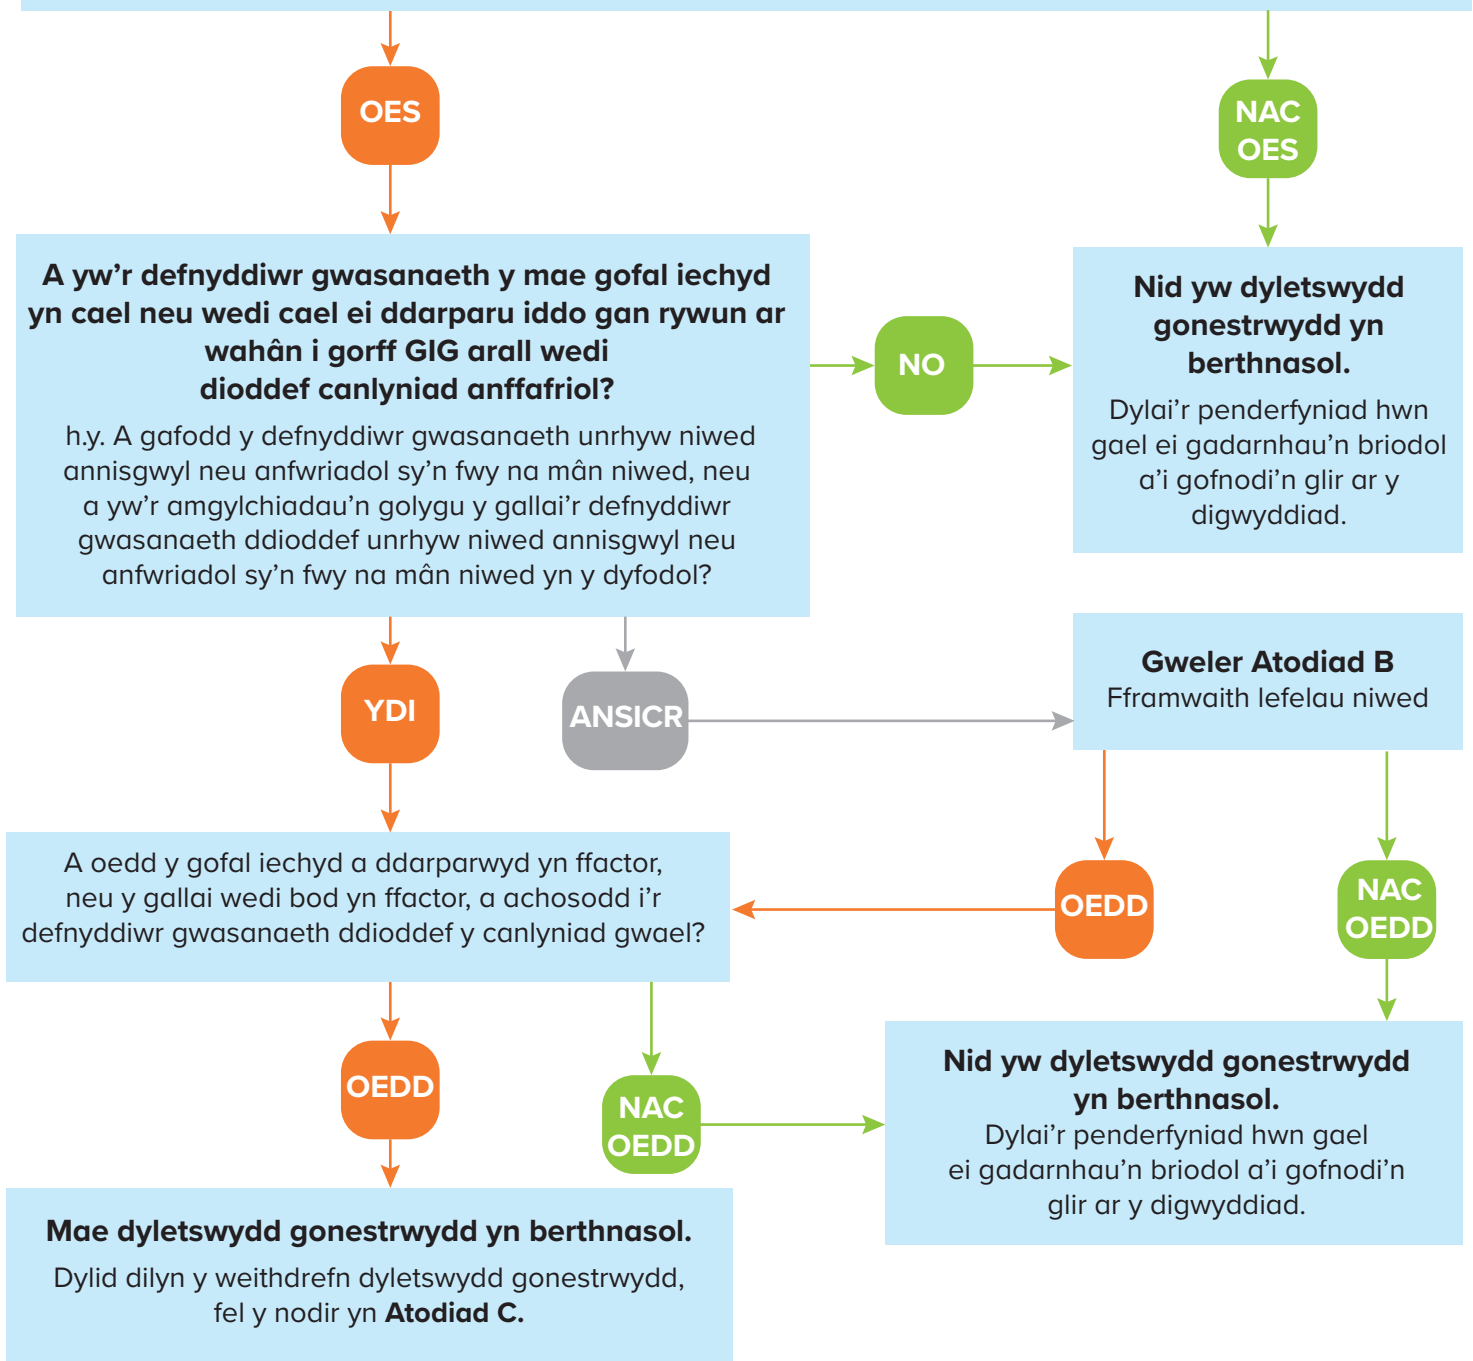 OES
NAC
OES
A yw'r defnyddiwr gwasanaeth y mae gofal iechyd
yn cael neu wedi cael ei ddarparu iddo gan rywun ar
wahân i gorff GIG arall wedi
dioddef canlyniad anffafriol?
h.y. A gafodd y defnyddiwr gwasanaeth unrhyw niwed
annisgwyl neu anfwriadol sy'n fwy na mân niwed, neu
a yw'r amgylchiadau'n golygu y gallai'r defnyddiwr
gwasanaeth ddioddef unrhyw niwed annisgwyl neu
anfwriadol sy'n fwy na mân niwed yn y dyfodol?
NO
Nid yw dyletswydd
gonestrwydd yn
berthnasol.
Dylai'r penderfyniad hwn
gael ei gadarnhau'n briodol
a'i gofnodi'n glir ar y
digwyddiad.
YDI
ANSICR
Gweler Atodiad B
Fframwaith lefelau niwed
A oedd y gofal iechyd a ddarparwyd yn ffactor,
neu y gallai wedi bod yn ffactor, a achosodd i'r
defnyddiwr gwasanaeth ddioddef y canlyniad gwael?
OEDD
NAC
OEDD
OEDD
NAC
OEDD
Nid yw dyletswydd gonestrwydd
yn berthnasol.
Dylai'r penderfyniad hwn gael
ei gadarnhau'n briodol a'i gofnodi'n
glir ar y digwyddiad.
Mae dyletswydd gonestrwydd yn berthnasol.
Dylid dilyn y weithdrefn dyletswydd gonestrwydd,
fel y nodir yn Atodiad C.